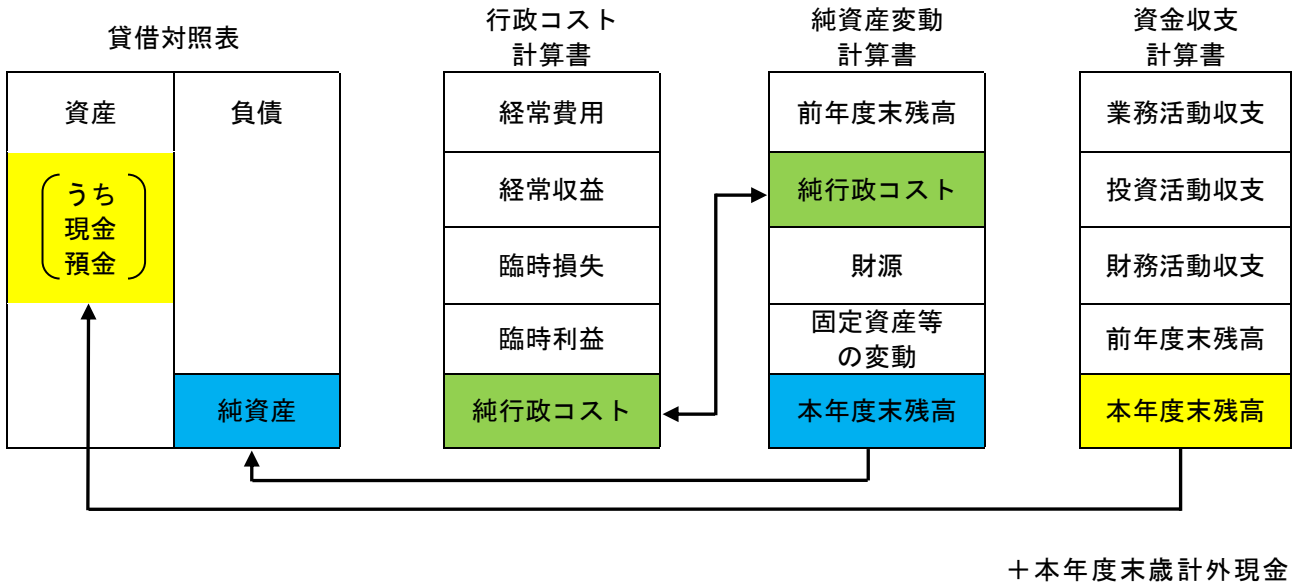 貸借対照表
資産
負債
うち
現金
預金
純資産
行政コスト
計算書
経常費用
経常収益
臨時損失
臨時利益
純行政コスト
純資産変動
計算書
前年度末残高
純行政コスト
財源
固定資産等
の変動
本年度末残高
資金収支
計算書
業務活動収支
投資活動収支
財務活動収支
前年度末残高
本年度末残高
＋本年度末歳計外現金